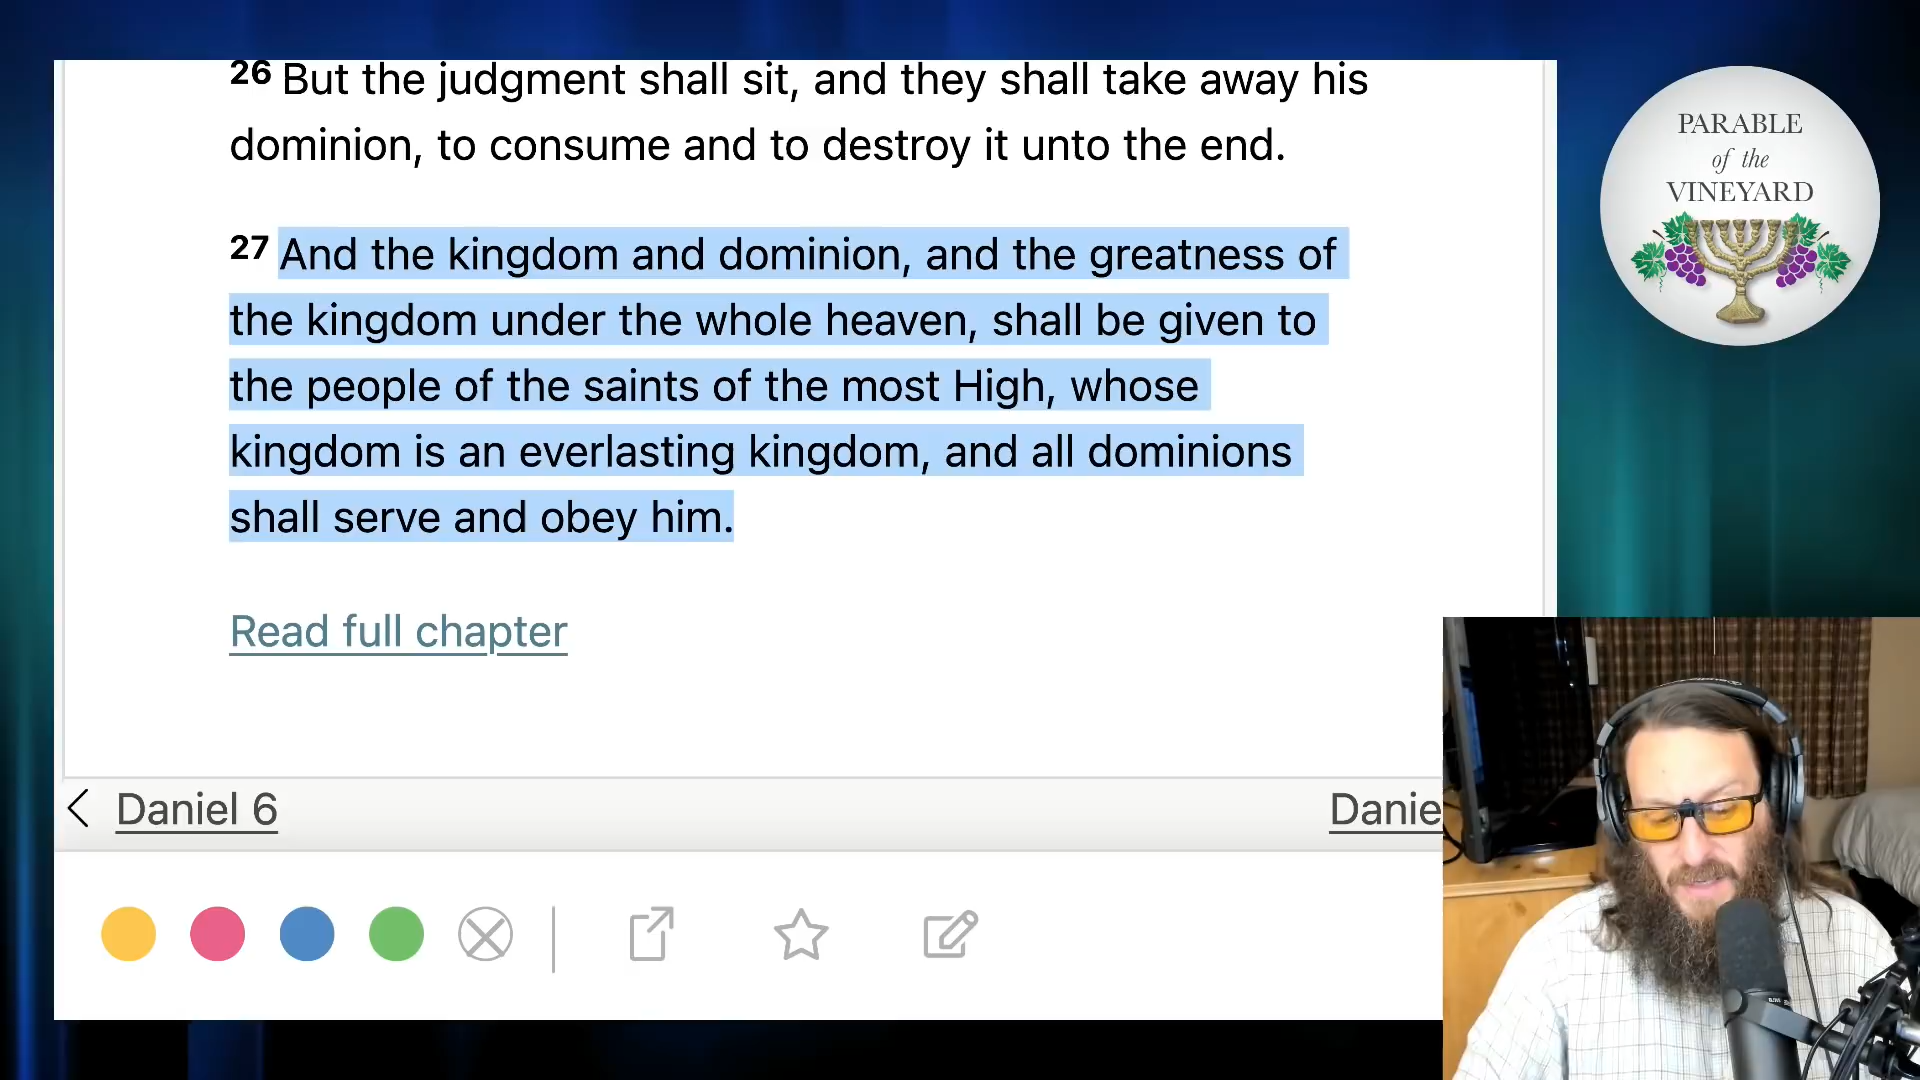 26 But the judgment shall sit, and they shall take away his
dominion, to consume and to destroy it unto the end.
27 And the kingdom and dominion, and the greatness of
the kingdom under the whole heaven, shall be given to
the people of the saints of the most High, whose
kingdom is an everlasting kingdom, and all dominions
shall serve and obey him.
Read full chapter
Daniel 6
Danie
PARABLE
of the
VINEYARD